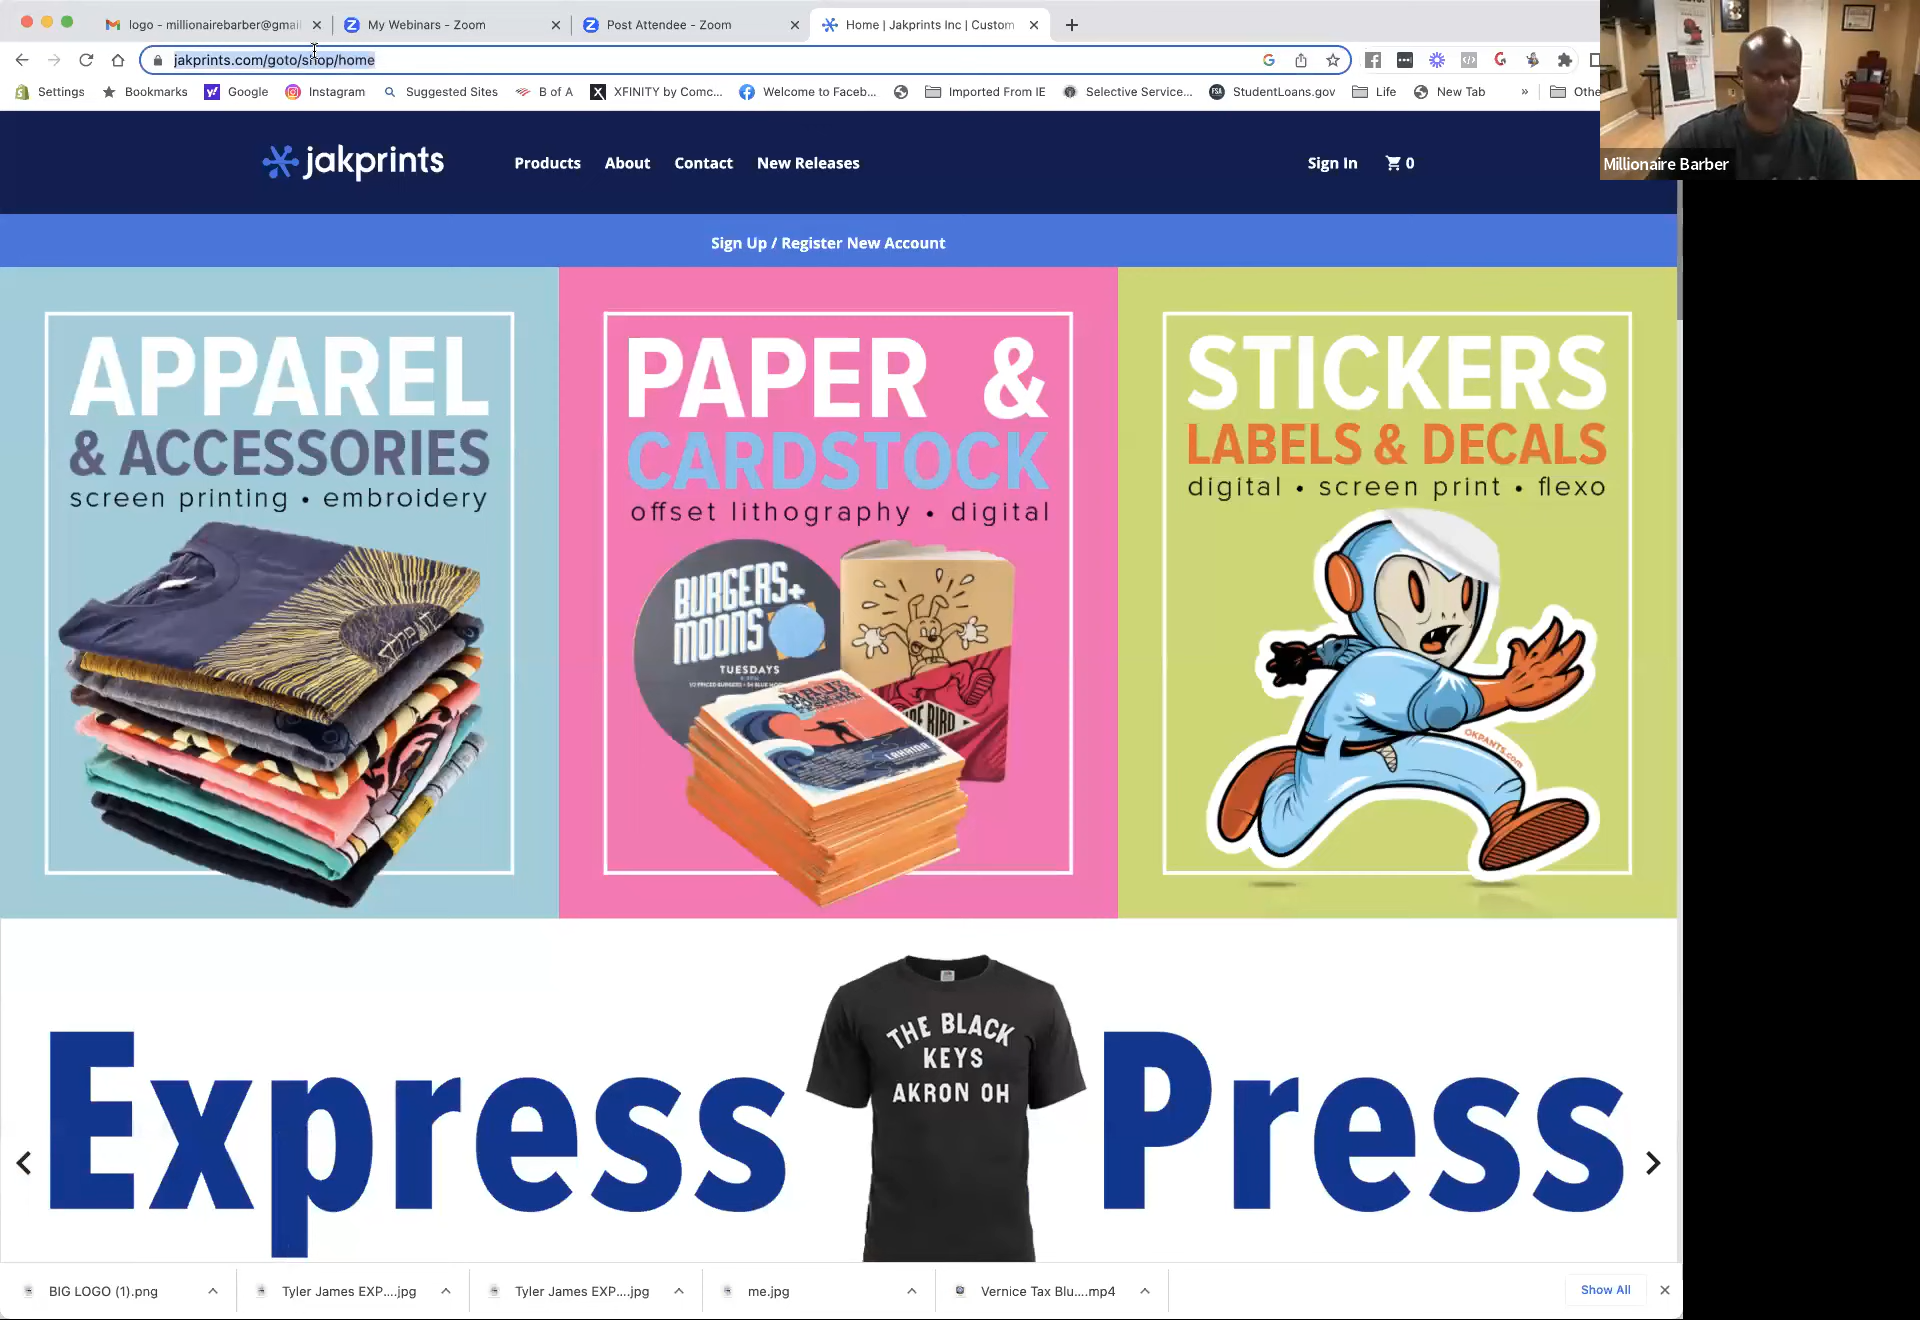 logo - millionairebarber@gmai
My Webinars - Zoom
Post Attendee - Zoom
Home | Jakprints Inc | Custom
jakprints.com/goto/shop/home
Settings
Bookmarks
Google
Instagram
Suggested Sites
B of A
XFINITY by Comc...
Welcome to Faceb...
Imported From IE
Selective Service...
StudentLoans.gov
Life
New Tab
»
Othe
Millionaire Barber
jakprints
Products
About
Contact
New Releases
Sign In
0
Sign Up / Register New Account
APPAREL
& ACCESSORIES
screen printing • embroidery
PAPER &
CARDSTOCK
offset lithography • digital
BURGERS+
MOONS
TUESDAYS
LAHAINA
STICKERS
LABELS & DECALS
digital • screen print • flexo
OKPANTS.com
Express
THE BLACK
KEYS
AKRON OH
Press
BIG LOGO (1).png
Tyler James EXP....jpg
Tyler James EXP....jpg
me.jpg
Vernice Tax Blu....mp4
Show All